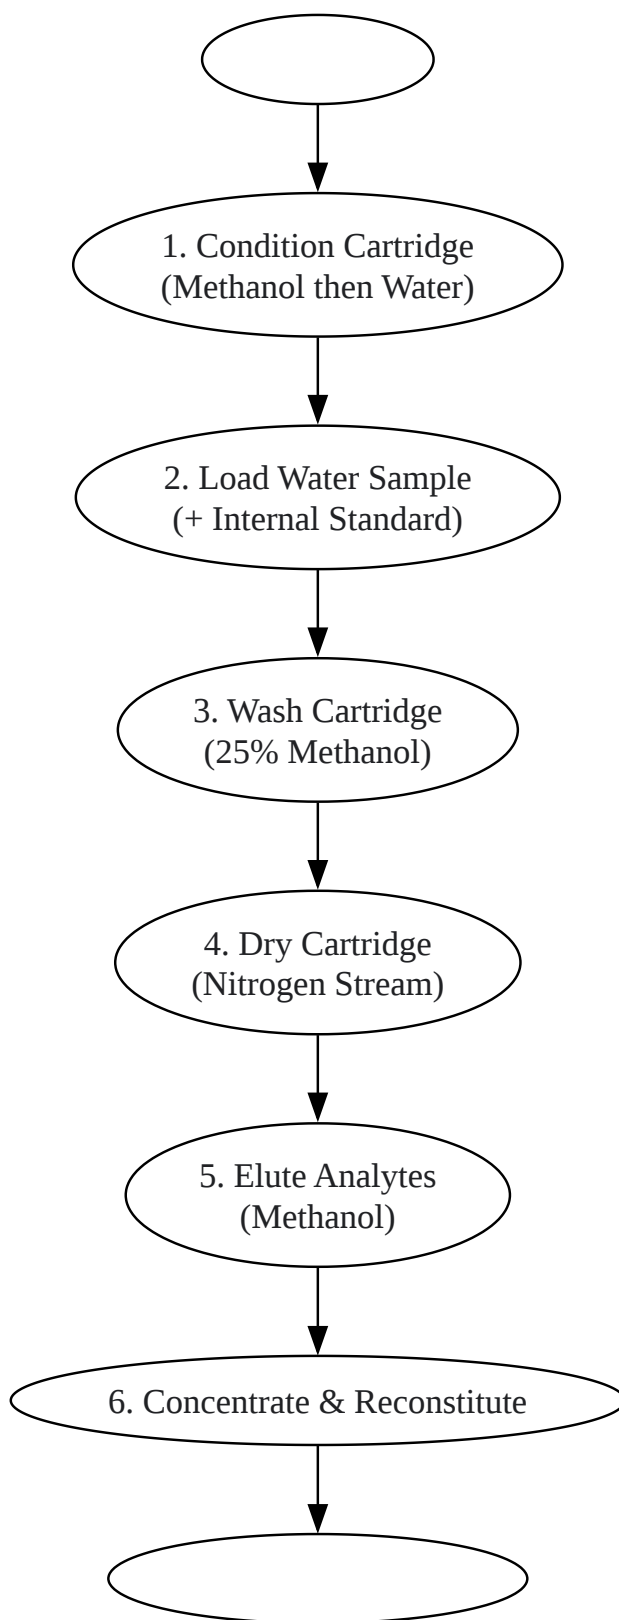 1. Condition Cartridge
(Methanol then Water)
2. Load Water Sample
(+ Internal Standard)
3. Wash Cartridge
(25% Methanol)
4. Dry Cartridge
(Nitrogen Stream)
5. Elute Analytes
(Methanol)
6. Concentrate & Reconstitute